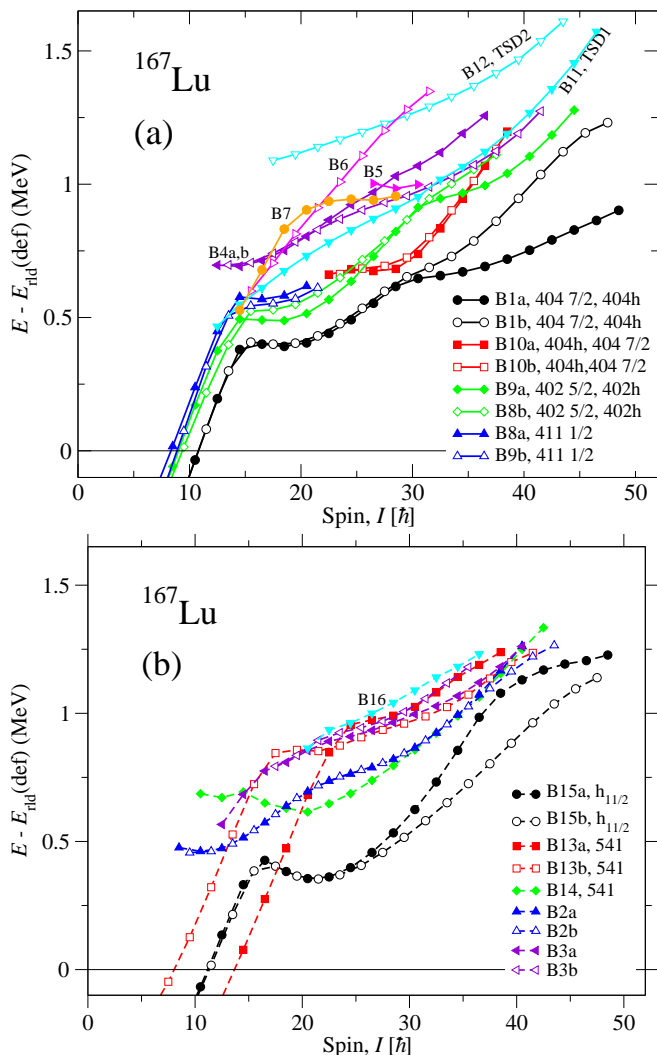 1.5
1
0.5
0
E - E_rld(def) (MeV)
¹⁶⁷Lu
(a)
B12, TSD2
B11, TSD1
B6
B5
B7
B4a,b
B1a, 404 7/2, 404h
B1b, 404 7/2, 404h
B10a, 404h, 404 7/2
B10b, 404h,404 7/2
B9a, 402 5/2, 402h
B8b, 402 5/2, 402h
B8a, 411 1/2
B9b, 411 1/2
0 10 20 30 40 50
Spin, I [ħ]
1.5
1
0.5
0
E - E_rld(def) (MeV)
¹⁶⁷Lu
(b)
B16
B15a, h₁₁/₂
B15b, h₁₁/₂
B13a, 541
B13b, 541
B14, 541
B2a
B2b
B3a
B3b
0 10 20 30 40 50
Spin, I [ħ]